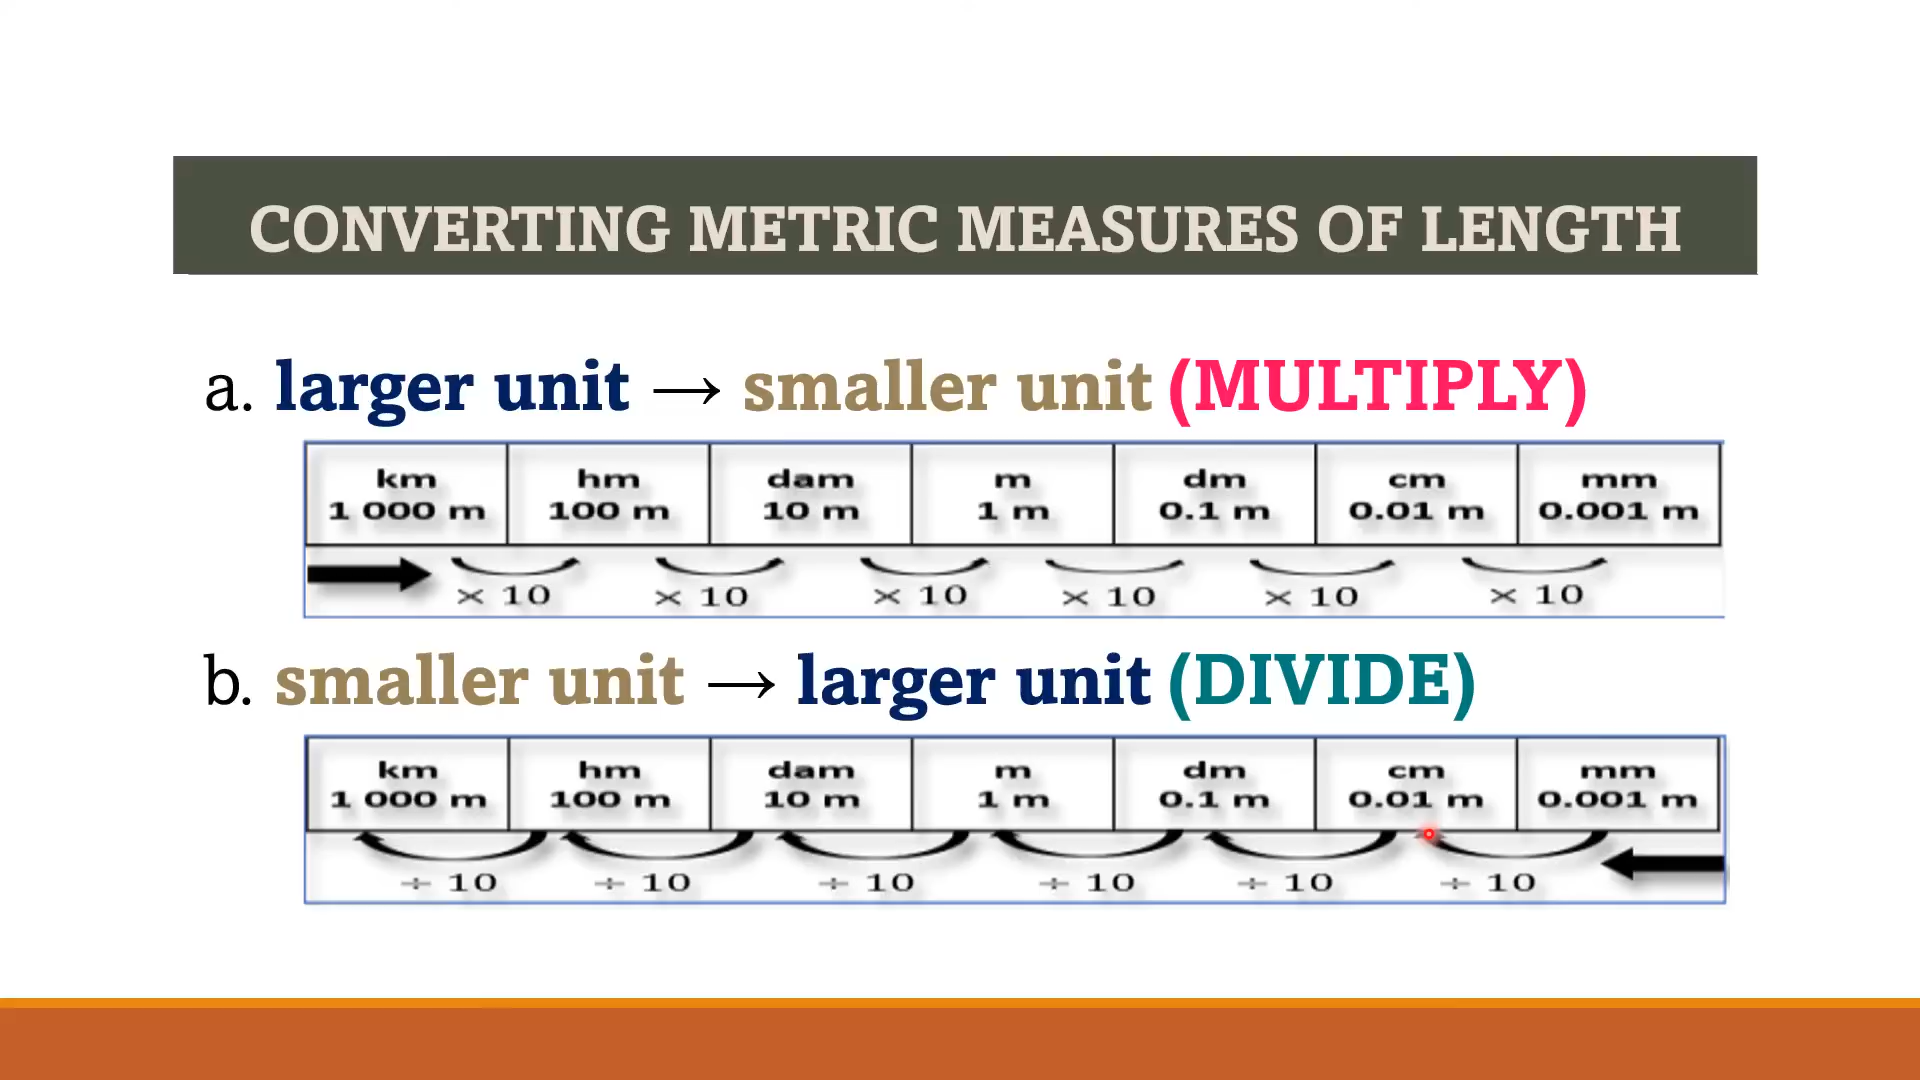 CONVERTING METRIC MEASURES OF LENGTH
a. larger unit → smaller unit (MULTIPLY)
km hm dam m dm cm mm
1 000 m 100 m 10 m 1 m 0.1 m 0.01 m 0.001 m
× 10 × 10 × 10 × 10 × 10 × 10
b. smaller unit → larger unit (DIVIDE)
km hm dam m dm cm mm
1 000 m 100 m 10 m 1 m 0.1 m 0.01 m 0.001 m
÷ 10 ÷ 10 ÷ 10 ÷ 10 ÷ 10 ÷ 10